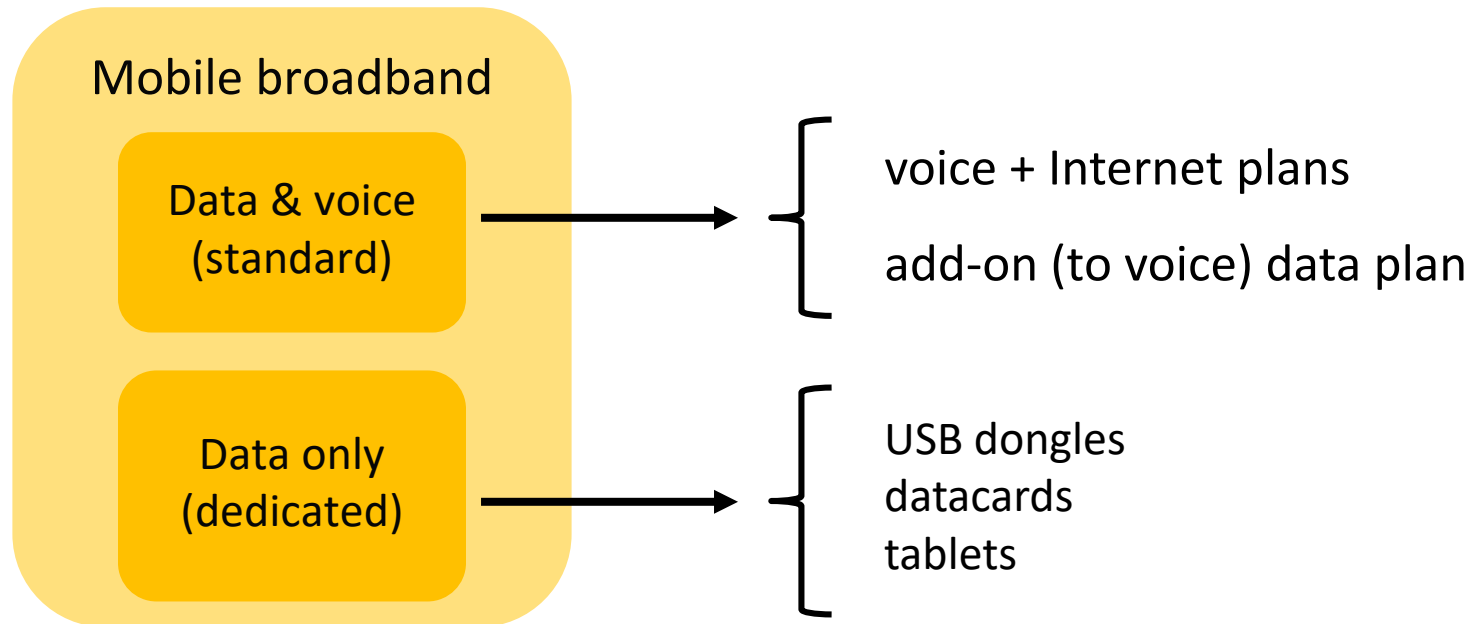 Mobile broadband
Data & voice
(standard)
voice + Internet plans
add-on (to voice) data plan
Data only
(dedicated)
USB dongles
datacards
tablets